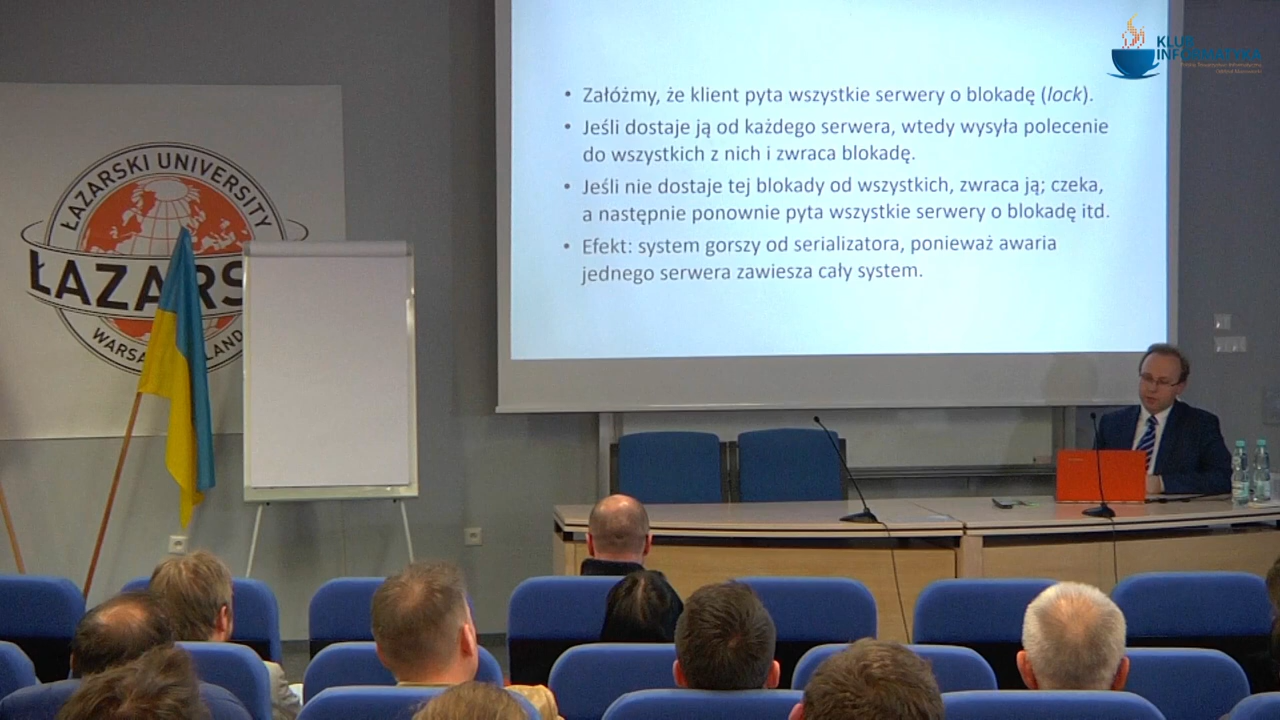 KLUB
INFORMATYKA
• Załóżmy, że klient pyta wszystkie serwery o blokadę (lock).
• Jeśli dostaje ją od każdego serwera, wtedy wysyła polecenie
do wszystkich z nich i zwraca blokadę.
• Jeśli nie dostaje tej blokady od wszystkich, zwraca ją; czeka,
a następnie ponownie pyta wszystkie serwery o blokadę itd.
• Efekt: system gorszy od serializatora, ponieważ awaria
jednego serwera zawiesza cały system.
ŁAZARSKI UNIVERSITY
ŁAZARS